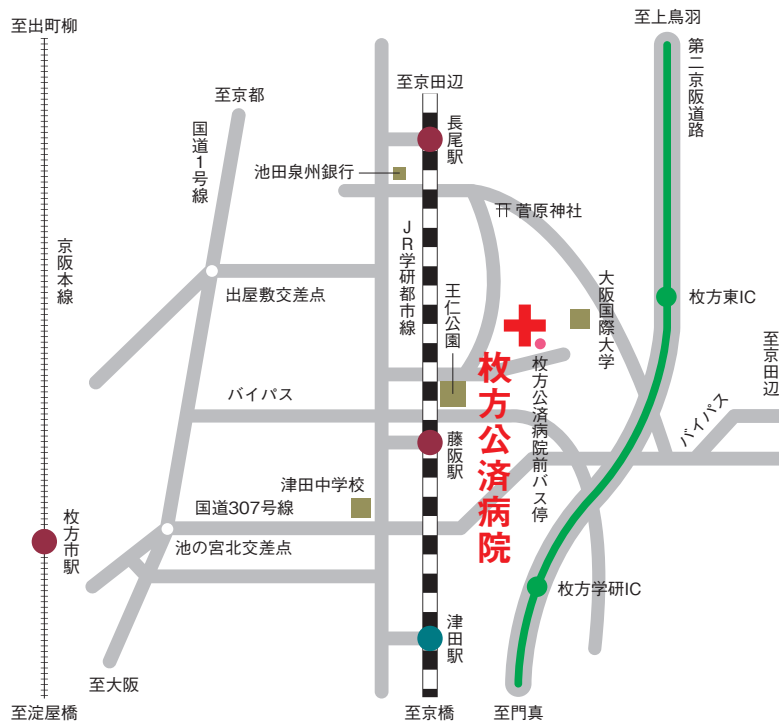 至出町柳
至上鳥羽
第二京阪道路
至京田辺
至京都
国道1号線
長尾駅
池田泉州銀行
菅原神社
京阪本線
JR学研都市線
王仁公園
大阪国際大学
枚方東IC
出屋敷交差点
至京田辺
枚方公済病院
枚方公済病院前バス停
バイパス
バイパス
藤阪駅
津田中学校
国道307号線
枚方市駅
池の宮北交差点
枚方学研IC
津田駅
至大阪
至淀屋橋
至京橋
至門真